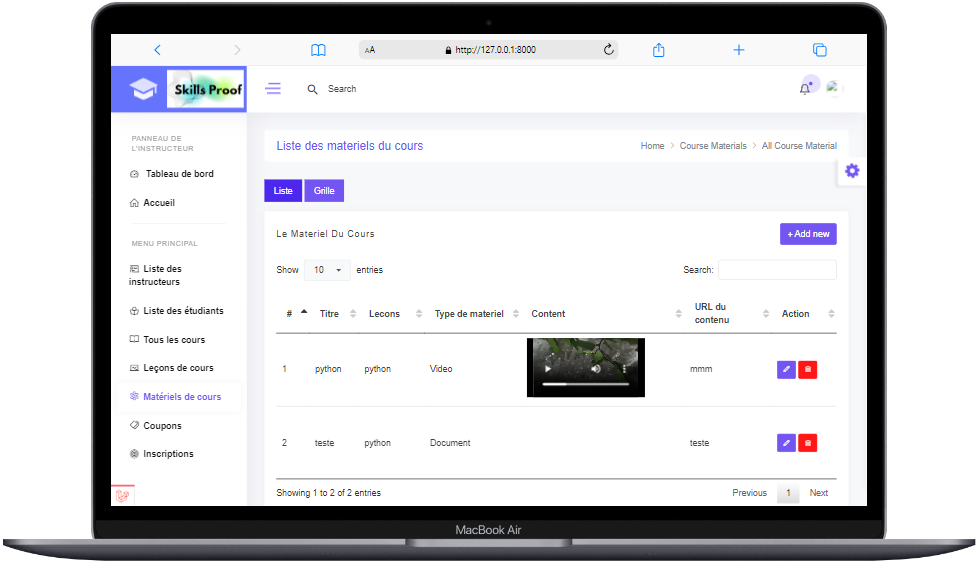 AA http://127.0.0.1:8000
Skills Proof
Search
PANNEAU DE
L'INSTRUCTEUR
Tableau de bord
Accueil
MENU PRINCIPAL
Liste des
instructeurs
Liste des étudiants
Tous les cours
Leçons de cours
Matériels de cours
Coupons
Inscriptions
Liste des materiels du cours
Home > Course Materials > All Course Material
Liste Grille
Le Materiel Du Cours
+ Add new
Show 10 entries
Search:
# Titre Lecons Type de materiel Content URL du
contenu Action
1 python python Video mmm
2 teste python Document teste
Showing 1 to 2 of 2 entries
Previous 1 Next
MacBook Air